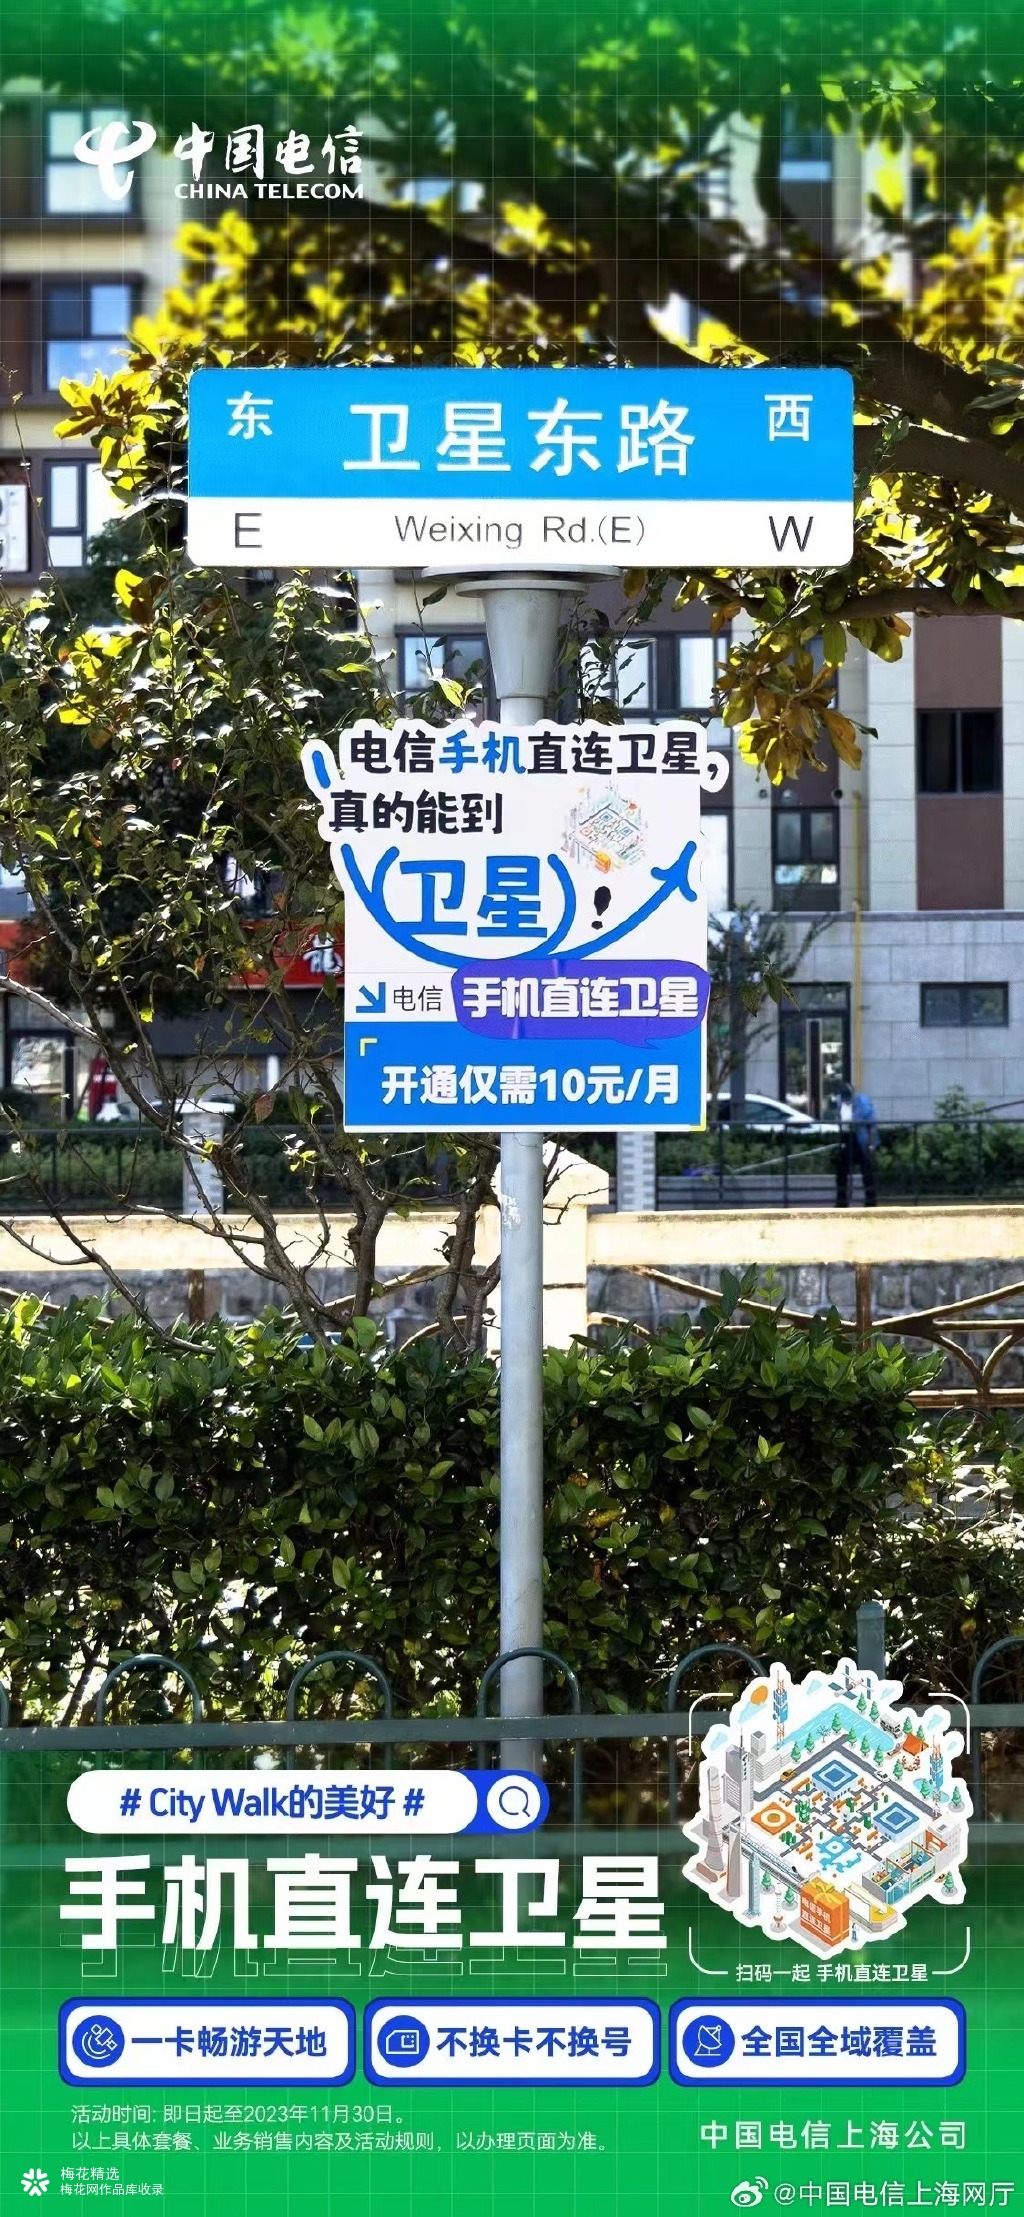 中国电信
CHINA TELECOM
东 卫星东路 西
E Weixing Rd.(E) W
电信手机直连卫星，
真的能到
(卫星)！
电信 手机直连卫星
开通仅需10元/月
# City Walk的美好 #
手机直连卫星
电信手机
直连卫星
扫码一起 手机直连卫星
一卡畅游天地
不换卡不换号
全国全域覆盖
活动时间: 即日起至2023年11月30日。
以上具体套餐、业务销售内容及活动规则，以办理页面为准。
中国电信上海公司
梅花精选
梅花网作品库收录
@中国电信上海网厅